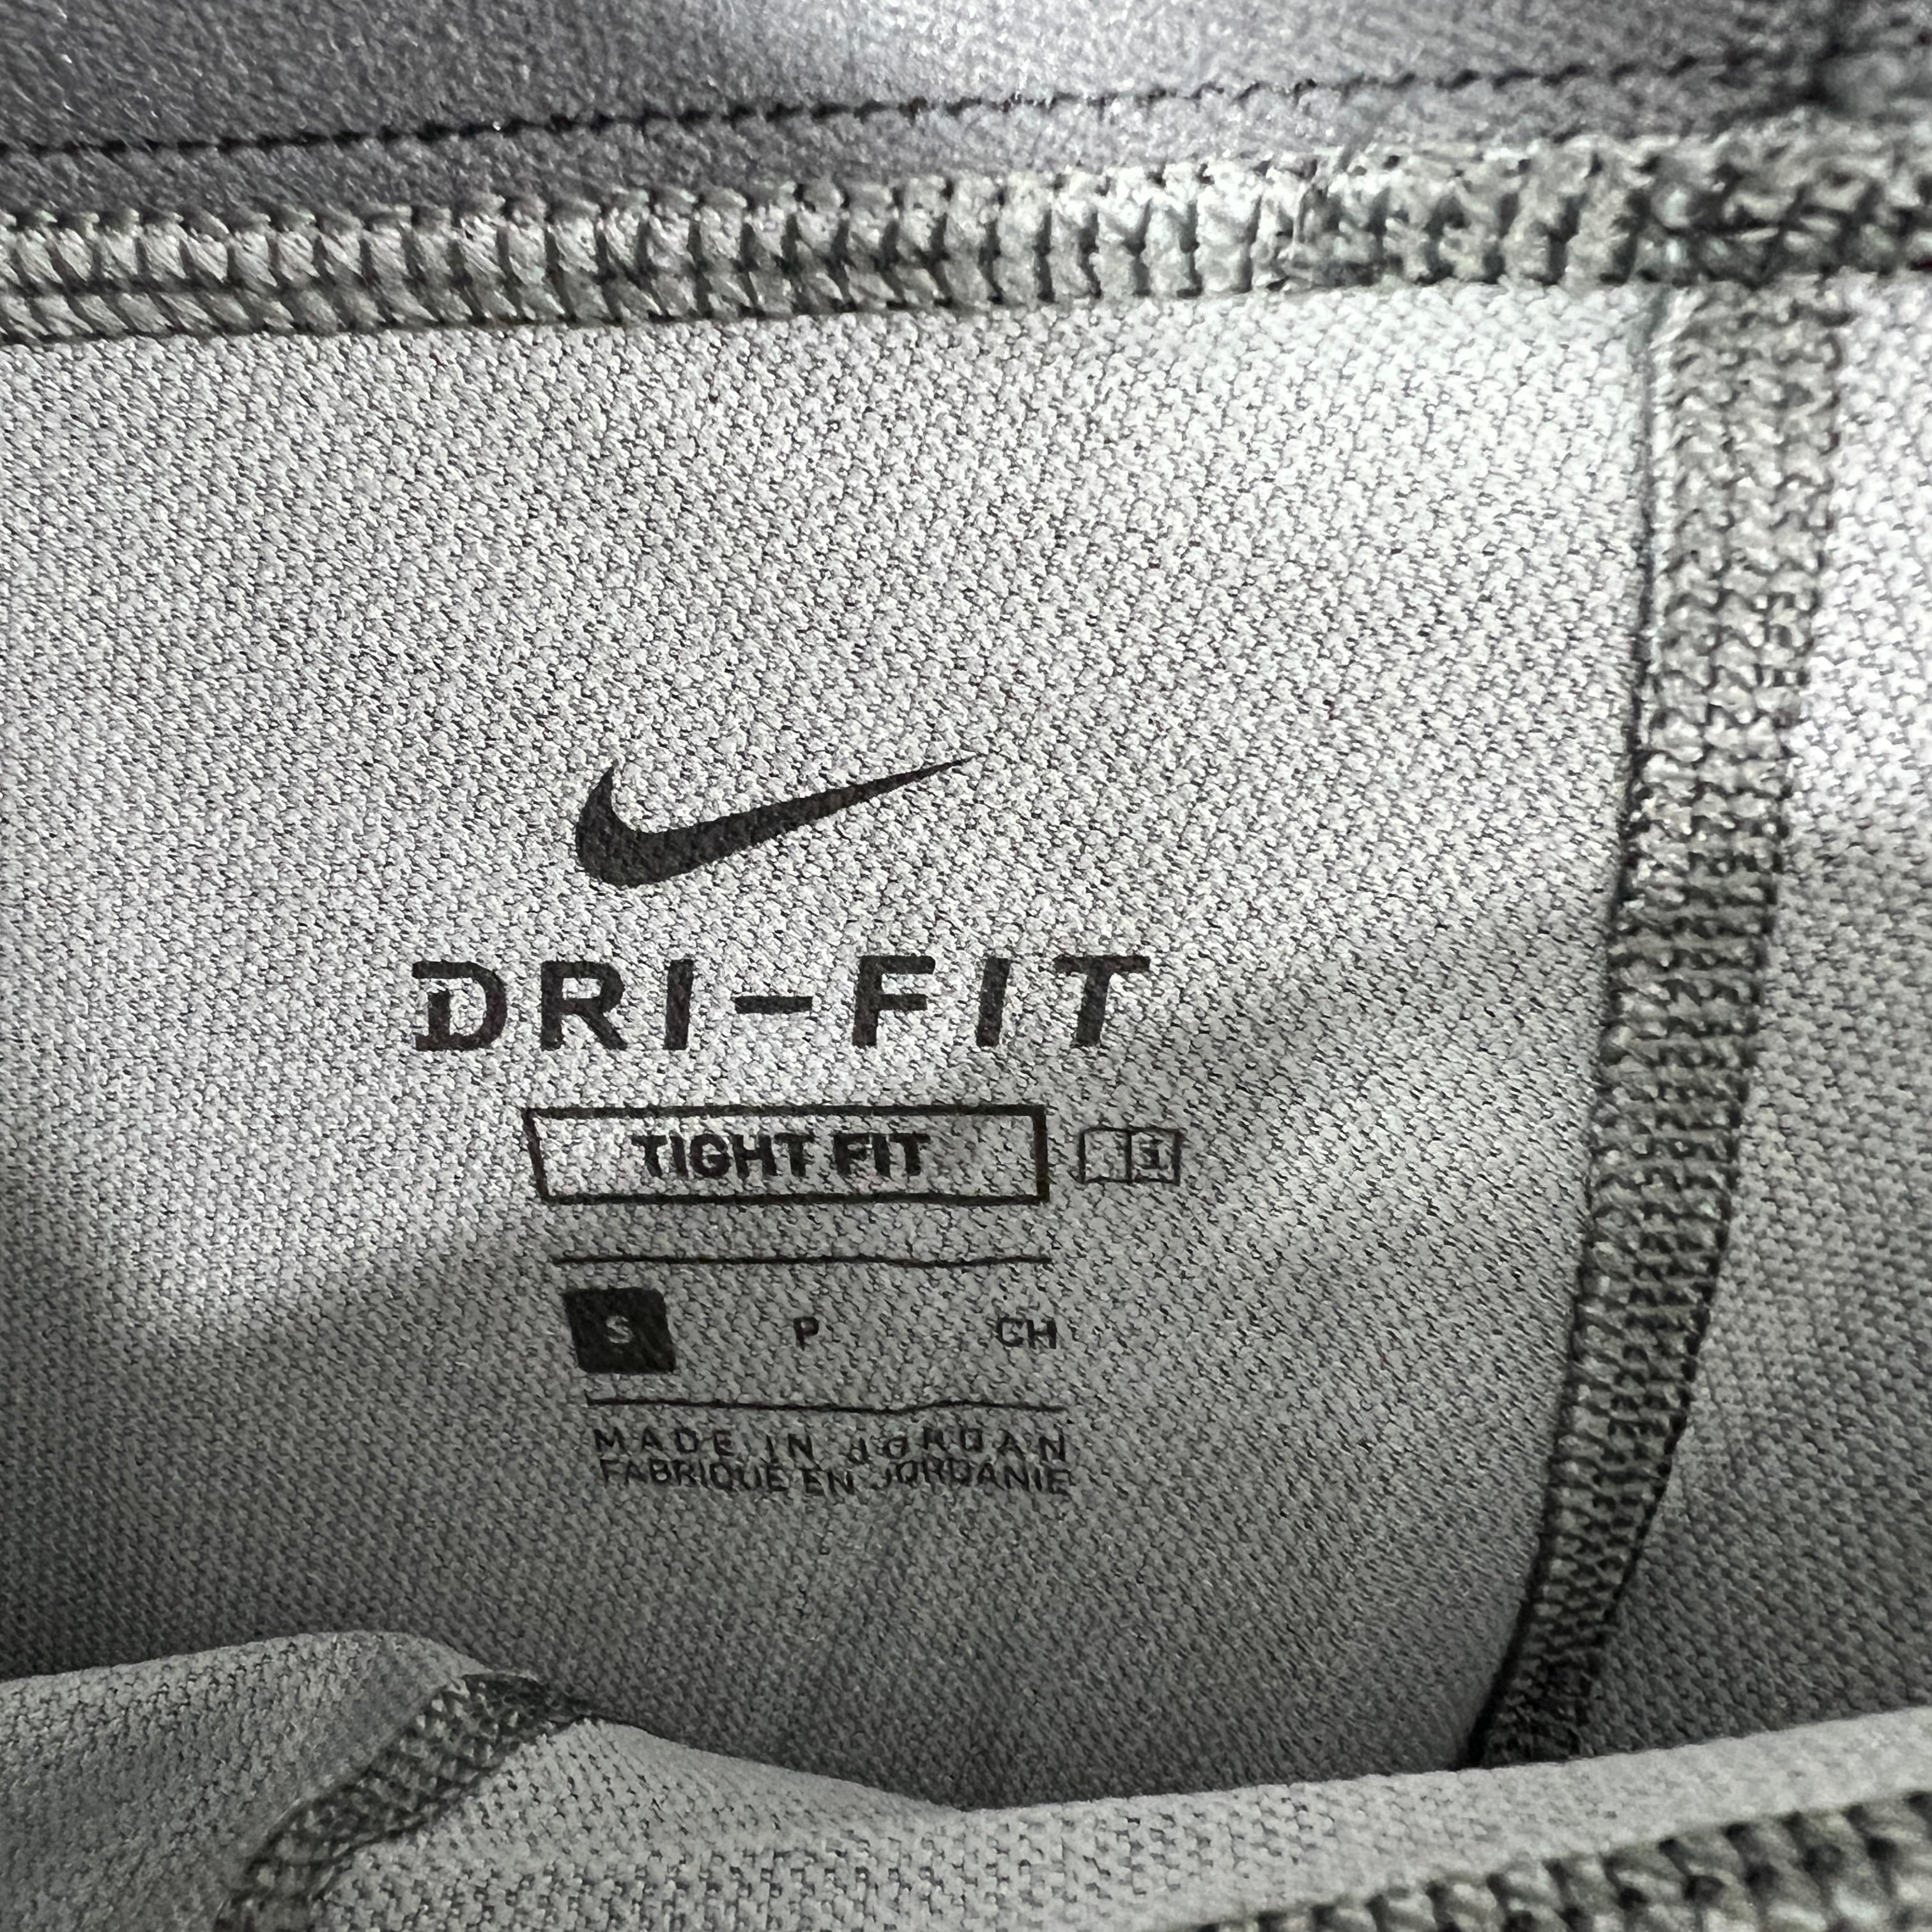 DRI-FIT
TIGHT FIT
S P CH
MADE IN JORDAN
FABRIQUÉ EN JORDANIE